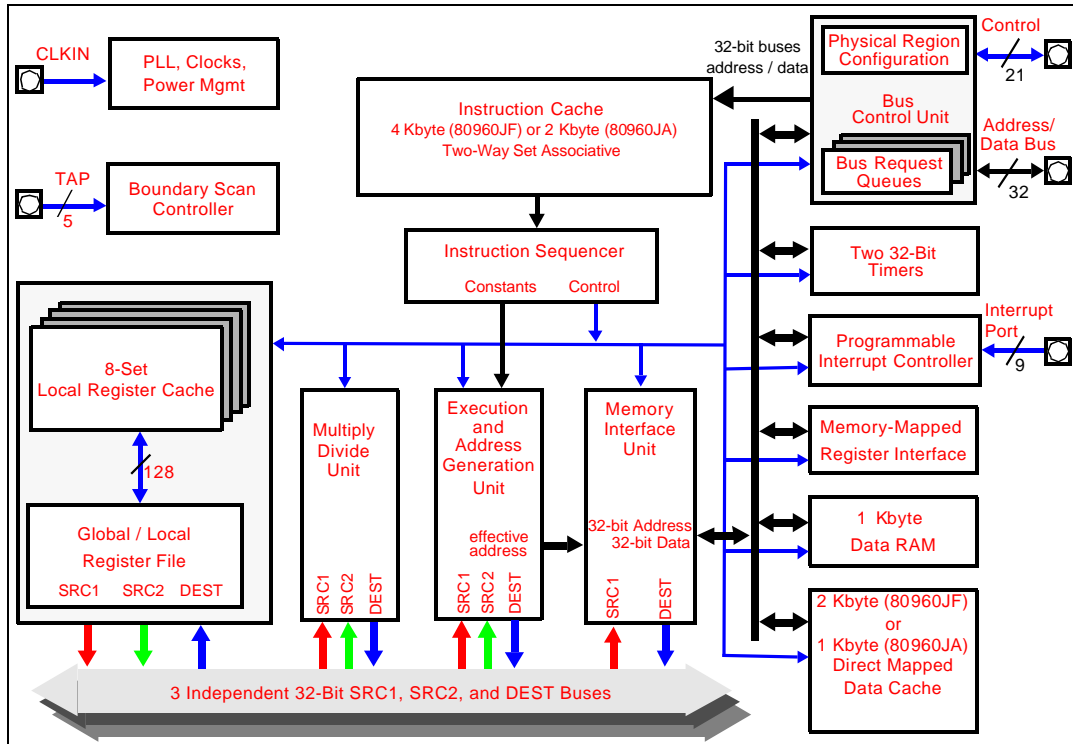 CLKIN
PLL, Clocks,
Power Mgmt
TAP
5
Boundary Scan
Controller
Instruction Cache
4 Kbyte (80960JF) or 2 Kbyte (80960JA)
Two-Way Set Associative
32-bit buses
address / data
Physical Region
Configuration
Bus
Control Unit
Bus Request
Queues
Control
21
Address/
Data Bus
32
Instruction Sequencer
Constants
Control
Two 32-Bit
Timers
Programmable
Interrupt Controller
Interrupt
Port
9
8-Set
Local Register Cache
128
Global / Local
Register File
SRC1
SRC2
DEST
Multiply
Divide
Unit
SRC1
SRC2
DEST
Execution
and
Address
Generation
Unit
effective
address
SRC1
SRC2
DEST
Memory
Interface
Unit
32-bit Address
32-bit Data
SRC1
DEST
Memory-Mapped
Register Interface
1 Kbyte
Data RAM
2 Kbyte (80960JF)
or
1 Kbyte (80960JA)
Direct Mapped
Data Cache
3 Independent 32-Bit SRC1, SRC2, and DEST Buses